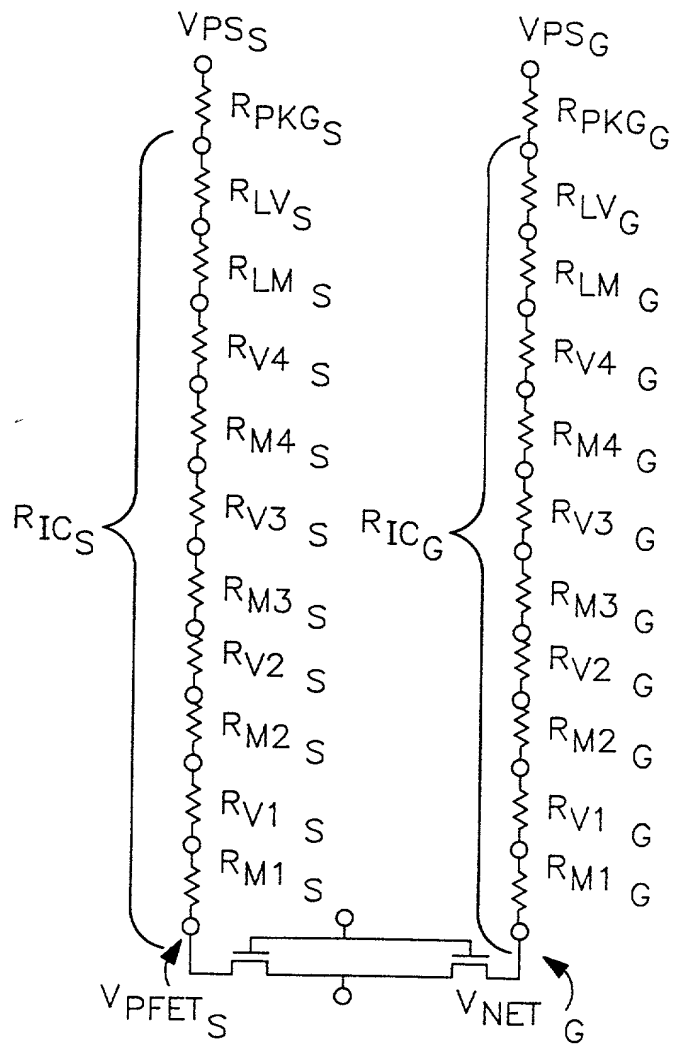 VPSS VPSG
RPKGS RPKGG
RLVS RLVG
RLM S RLM G
RV4 S RV4 G
RM4 S RM4 G
RICS RV3 S RICG RV3 G
RM3 S RM3 G
RV2 S RV2 G
RM2 S RM2 G
RV1 S RV1 G
RM1 S RM1 G
VPFETS VNET G